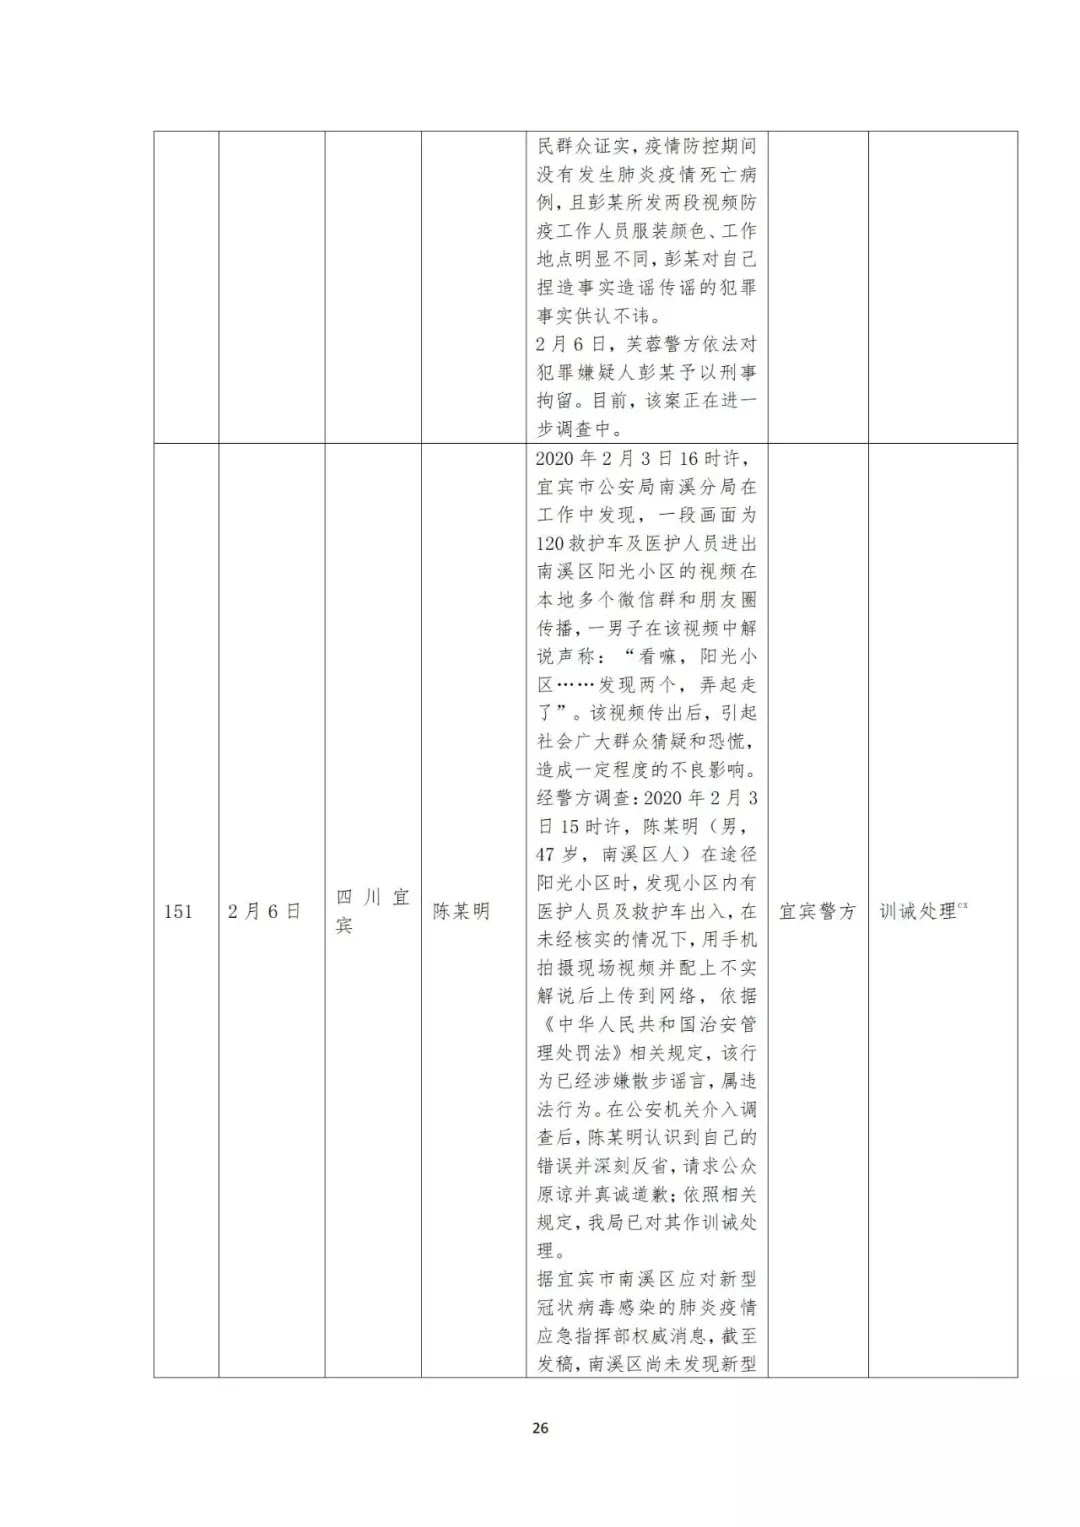 民群众证实，疫情防控期间
没有发生肺炎疫情死亡病
例，且彭某所发两段视频防
疫工作人员服装颜色、工作
地点明显不同，彭某对自己
捏造事实造谣传谣的犯罪
事实供认不讳。
2 月 6 日，芙蓉警方依法对
犯罪嫌疑人彭某予以刑事
拘留。目前，该案正在进一
步调查中。
151
2 月 6 日
四川宜
宾
陈某明
2020 年 2 月 3 日 16 时许，
宜宾市公安局南溪分局在
工作中发现，一段画面为
120 救护车及医护人员进出
南溪区阳光小区的视频在
本地多个微信群和朋友圈
传播，一男子在该视频中解
说声称：“看嘛，阳光小
区……发现两个，弄起走
了”。该视频传出后，引起
社会广大群众猜疑和恐慌，
造成一定程度的不良影响。
经警方调查：2020 年 2 月 3
日 15 时许，陈某明（男，
47 岁，南溪区人）在途径
阳光小区时，发现小区内有
医护人员及救护车出入，在
未经核实的情况下，用手机
拍摄现场视频并配上不实
解说后上传到网络，依据
《中华人民共和国治安管
理处罚法》相关规定，该行
为已经涉嫌散步谣言，属违
法行为。在公安机关介入调
查后，陈某明认识到自己的
错误并深刻反省，请求公众
原谅并真诚道歉；依照相关
规定，我局已对其作训诫处
理。
据宜宾市南溪区应对新型
冠状病毒感染的肺炎疫情
应急指挥部权威消息，截至
发稿，南溪区尚未发现新型
宜宾警方
训诫处理cx
26